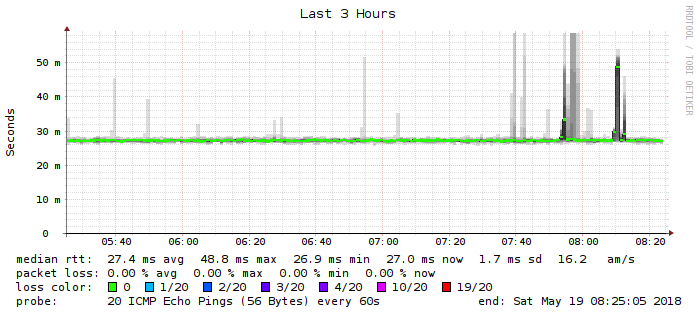 Last 3 Hours
RRDTOOL / TOBI OETIKER
Seconds
50 m
40 m
30 m
20 m
10 m
0
05:40 06:00 06:20 06:40 07:00 07:20 07:40 08:00 08:20
median rtt: 27.4 ms avg 48.8 ms max 26.9 ms min 27.0 ms now 1.7 ms sd 16.2 am/s
packet loss: 0.00 % avg 0.00 % max 0.00 % min 0.00 % now
loss color: 0 1/20 2/20 3/20 4/20 10/20 19/20
probe: 20 ICMP Echo Pings (56 Bytes) every 60s end: Sat May 19 08:25:05 2018